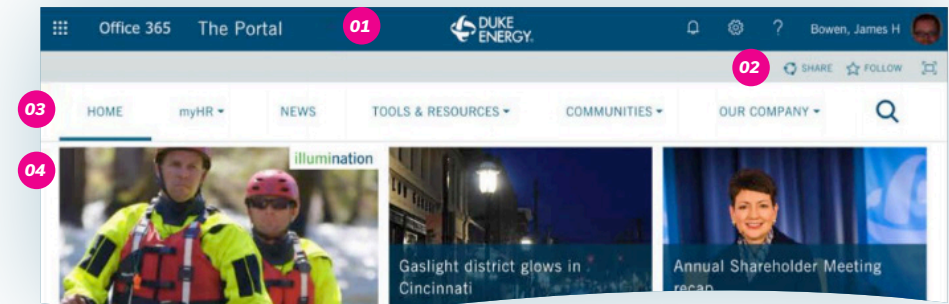 Office 365 The Portal 01 DUKE ENERGY. ? Bowen, James H
02 SHARE FOLLOW
03 HOME myHR NEWS TOOLS & RESOURCES COMMUNITIES OUR COMPANY
04 illumination
Gaslight district glows in
Cincinnati
Annual Shareholder Meeting
recap